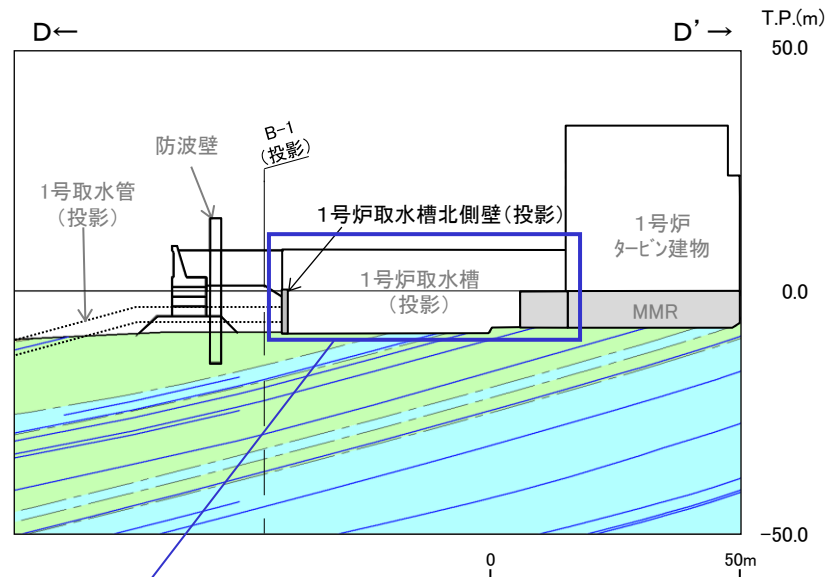 D←
D’→
T.P.(m)
50.0
防波壁
B-1
(投影)
1号取水管
(投影)
1号炉取水槽北側壁(投影)
1号炉取水槽
(投影)
1号炉
タービン建物
0.0
MMR
-50.0
0
50m